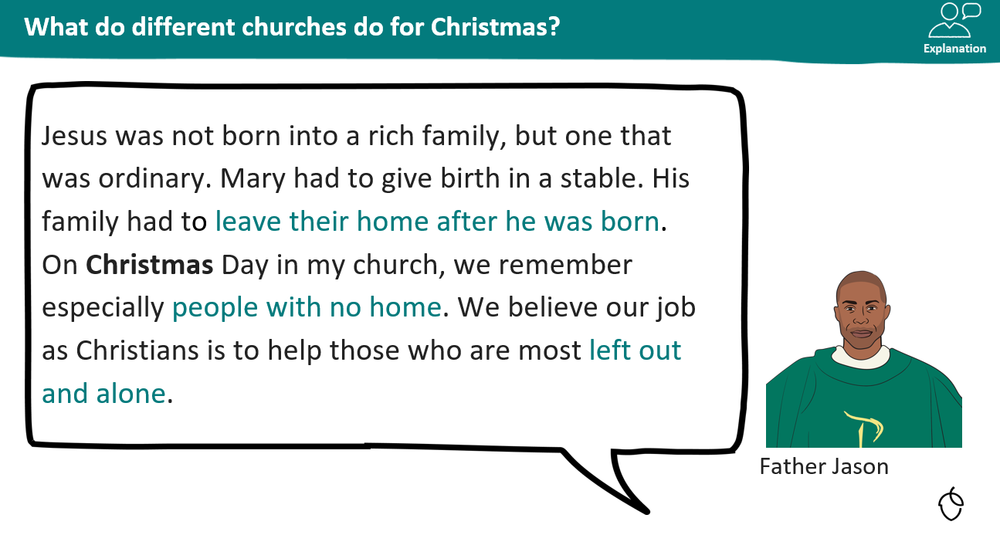 What do different churches do for Christmas?
Explanation
Jesus was not born into a rich family, but one that
was ordinary. Mary had to give birth in a stable. His
family had to leave their home after he was born.
On Christmas Day in my church, we remember
especially people with no home. We believe our job
as Christians is to help those who are most left out
and alone.
Father Jason